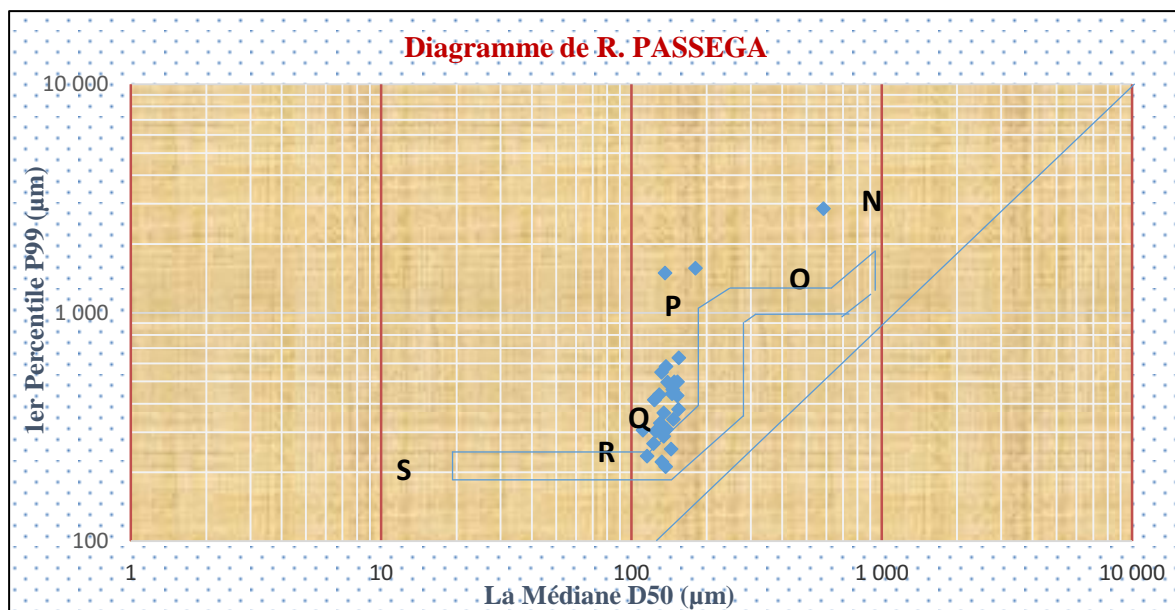 Diagramme de R. PASSEGA
1er Percentile P99 (µm)
10 000
1 000
100
N
O
P
Q
R
S
1
10
100
1 000
10 000
La Médiane D50 (µm)